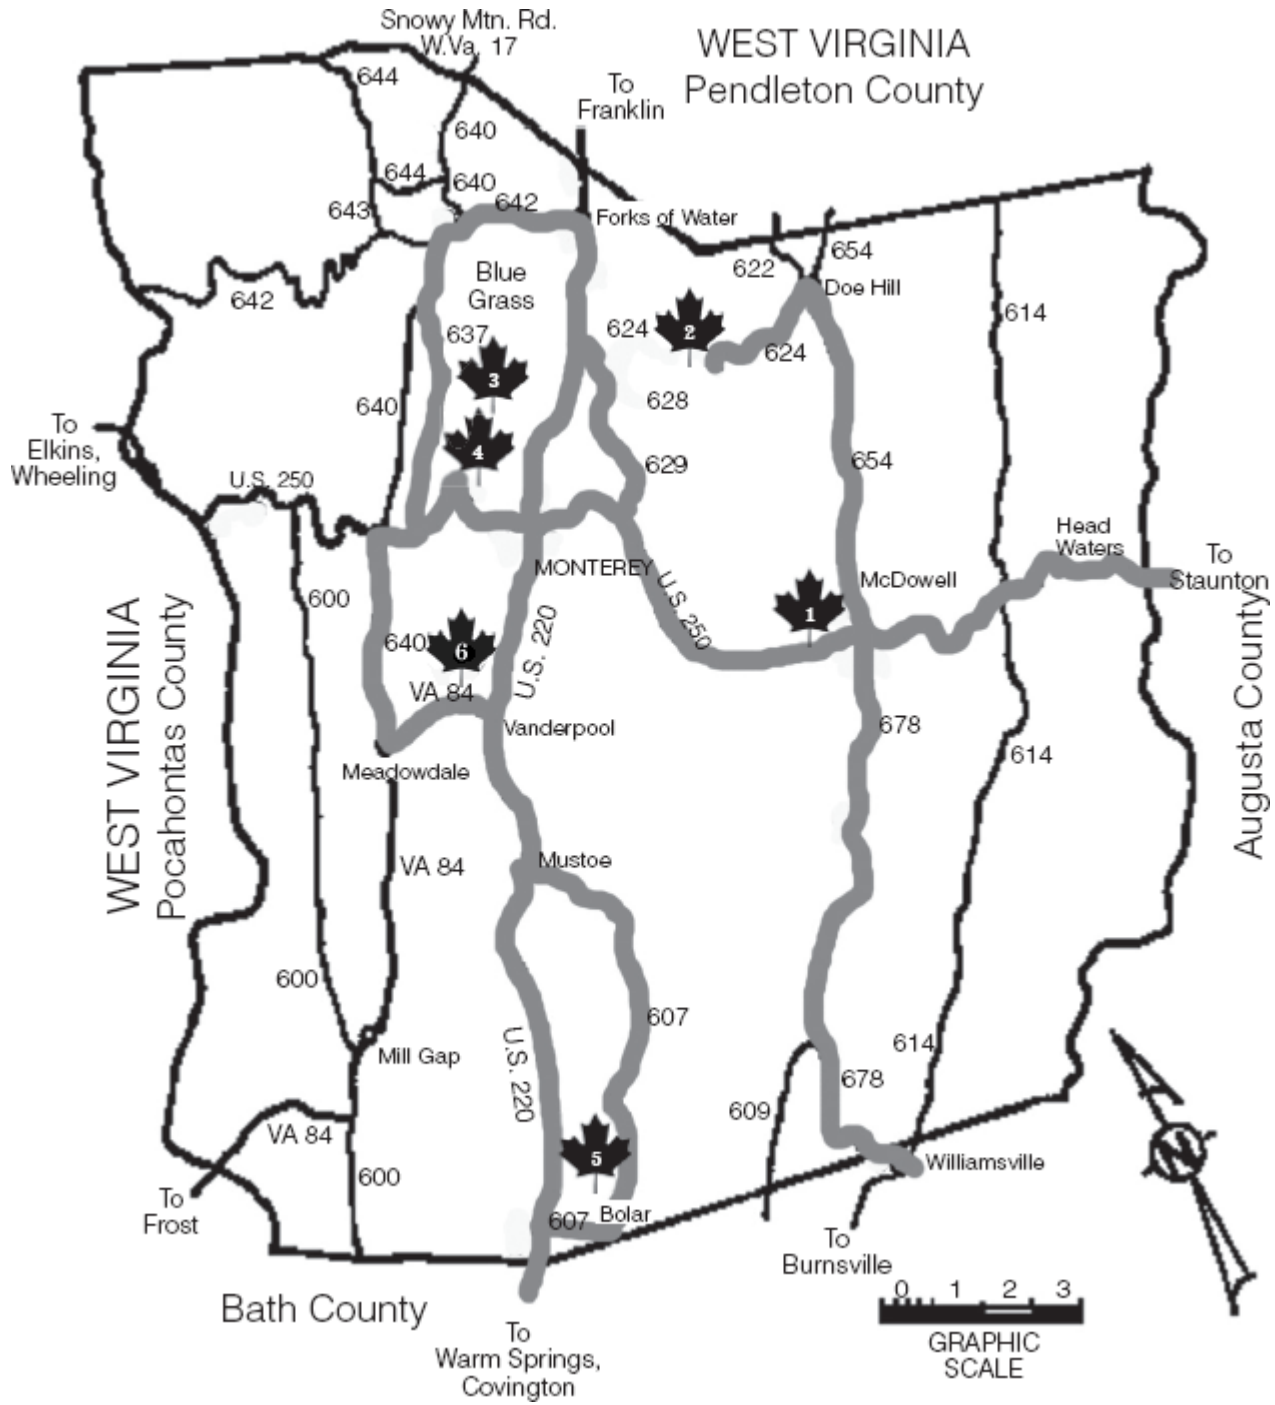 Snowy Mtn. Rd.
W.Va. 17
WEST VIRGINIA
Pendleton County
To
Franklin
644
640
644
640
643
642
Forks of Water
654
622
Doe Hill
Blue
Grass
642
614
637
624
2
624
3
628
640
To
Elkins,
Wheeling
4
629
654
U.S. 250
Head
Waters
To
Staunton
MONTEREY
McDowell
600
U.S. 250
1
640
6
U.S. 220
VA 84
Vanderpool
678
614
Meadowdale
WEST VIRGINIA
Pocahontas County
Augusta County
Mustoe
VA 84
600
607
U.S. 220
Mill Gap
614
678
609
VA 84
5
600
Williamsville
To
Frost
607
Bolar
To
Burnsville
N
Bath County
0 1 2 3
GRAPHIC
SCALE
To
Warm Springs,
Covington